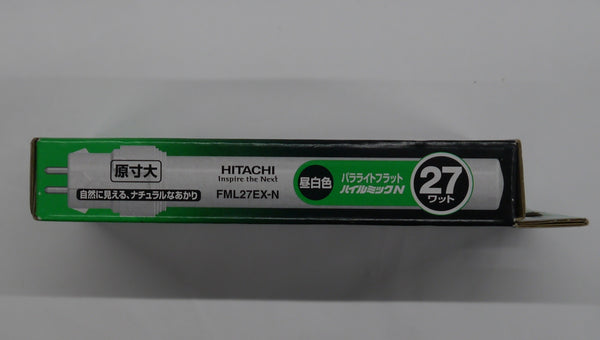 原寸大
自然に見える、ナチュラルなあかり
HITACHI
Inspire the Next
FML27EX-N
昼白色
パラライトフラット
ハイルミックN
27
ワット